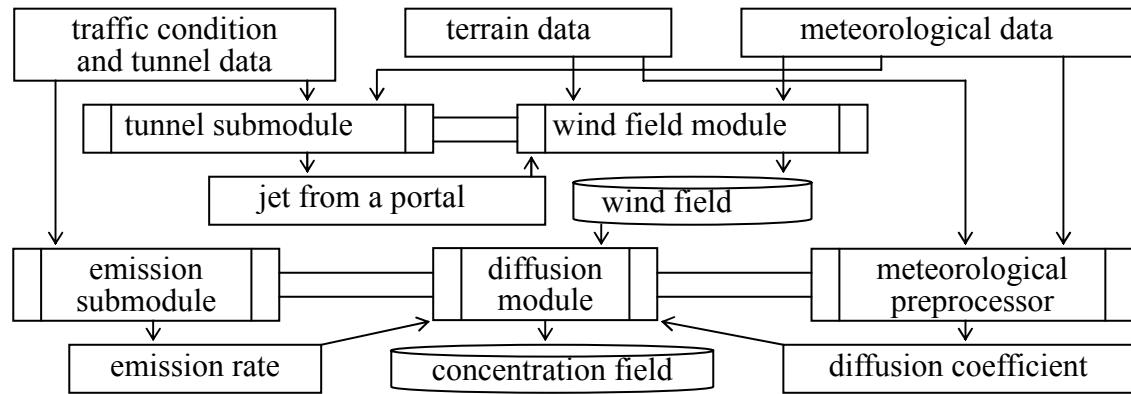 traffic condition
and tunnel data
terrain data
meteorological data
tunnel submodule
wind field module
jet from a portal
wind field
emission
submodule
diffusion
module
meteorological
preprocessor
emission rate
concentration field
diffusion coefficient